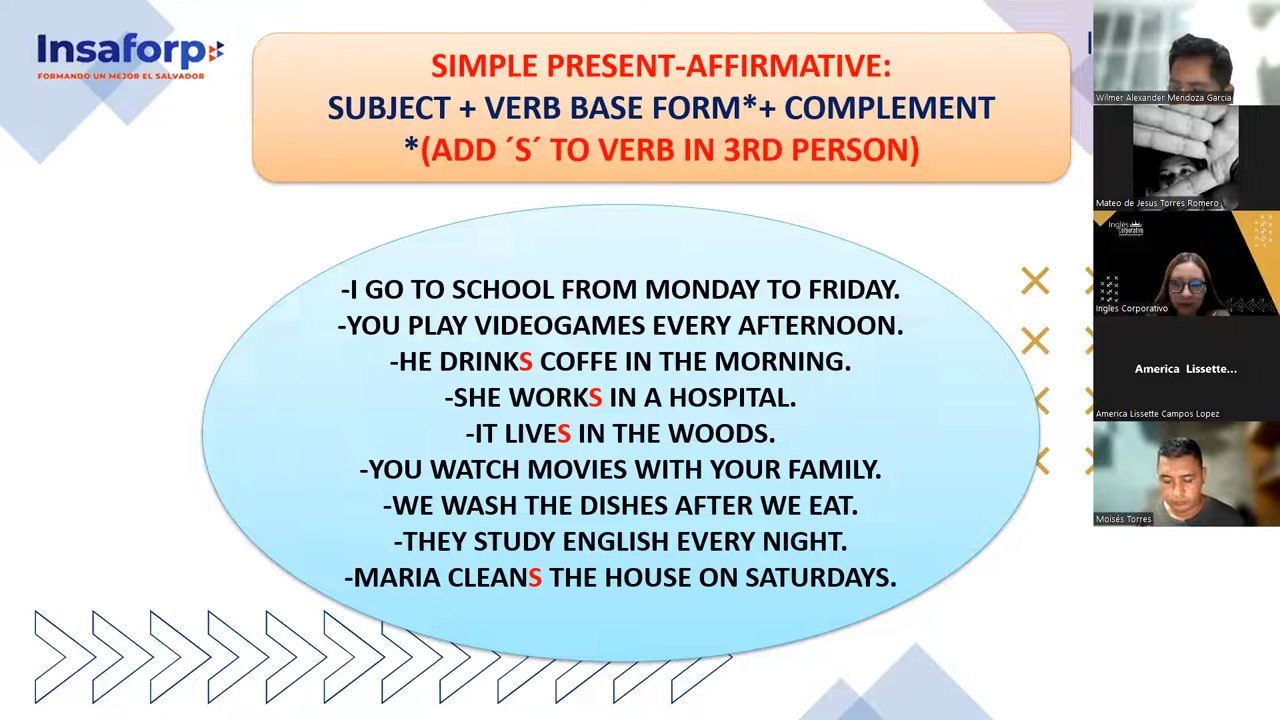 Insaforp
FORMANDO UN MEJOR EL SALVADOR
SIMPLE PRESENT-AFFIRMATIVE:
SUBJECT + VERB BASE FORM*+ COMPLEMENT
*(ADD ´S´ TO VERB IN 3RD PERSON)
-I GO TO SCHOOL FROM MONDAY TO FRIDAY.
-YOU PLAY VIDEOGAMES EVERY AFTERNOON.
-HE DRINKS COFFE IN THE MORNING.
-SHE WORKS IN A HOSPITAL.
-IT LIVES IN THE WOODS.
-YOU WATCH MOVIES WITH YOUR FAMILY.
-WE WASH THE DISHES AFTER WE EAT.
-THEY STUDY ENGLISH EVERY NIGHT.
-MARIA CLEANS THE HOUSE ON SATURDAYS.
Wilmer Alexander Mendoza Garcia
Mateo de Jesus Torres Romero
Inglés
Corporativo
Ingles Corporativo
America Lissette...
America Lissette Campos Lopez
Moisés Torres